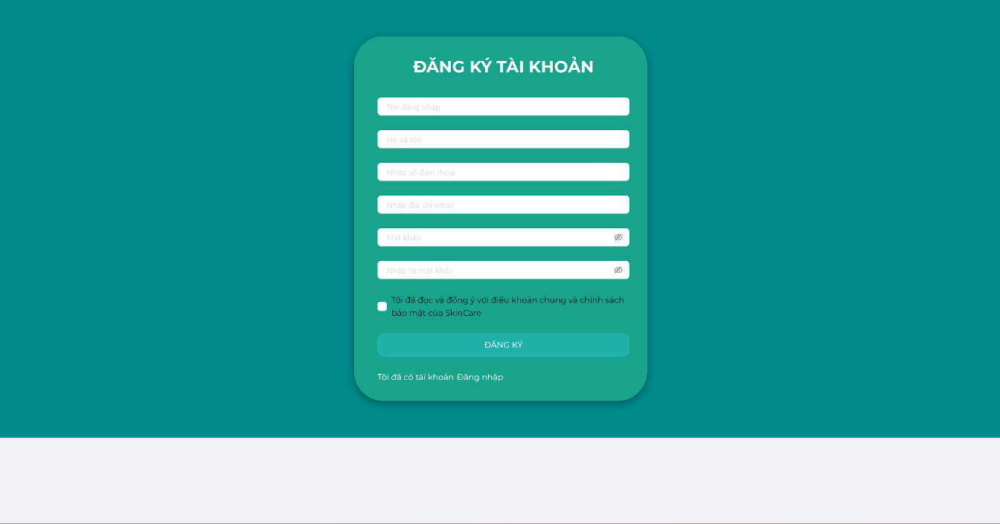 ĐĂNG KÝ TÀI KHOẢN
Tên đăng nhập
Họ và tên
Nhập số điện thoại
Nhập địa chỉ email
Mật khẩu
Nhập lại mật khẩu
Tôi đã đọc và đồng ý với điều khoản chung và chính sách
bảo mật của SkinCare
ĐĂNG KÝ
Tôi đã có tài khoản Đăng nhập